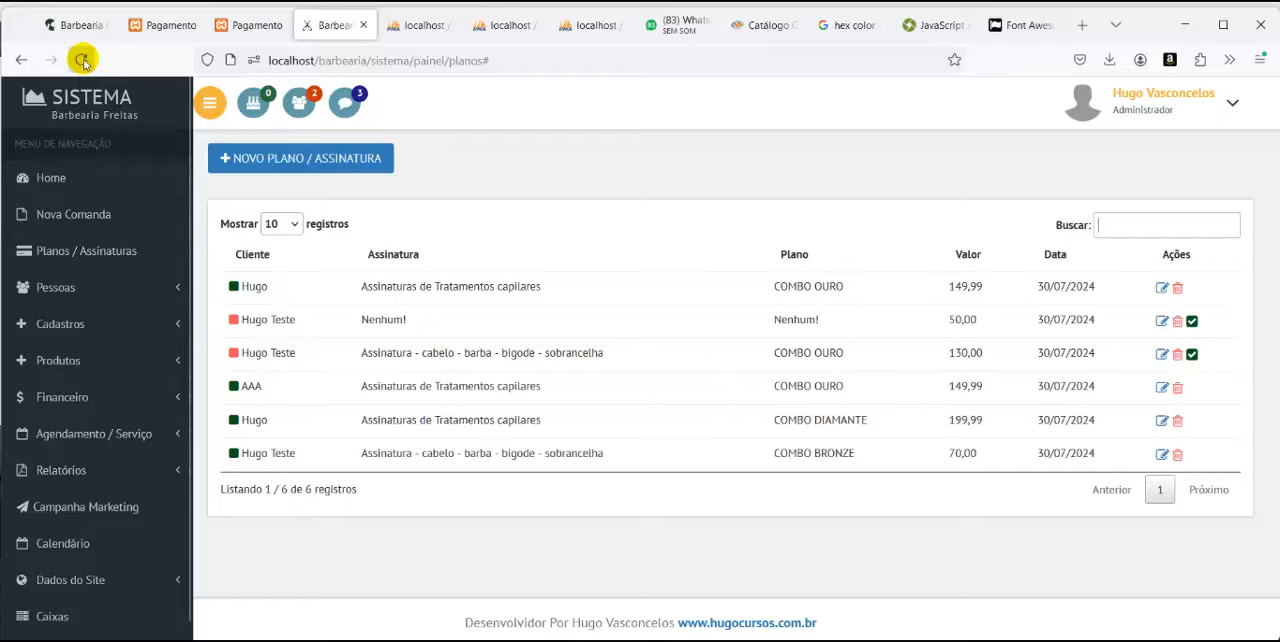 Barbearia
Pagamento
Pagamento
Barbearia
localhost /
localhost /
localhost /
(83) Whats
SEM SOM
Catálogo
hex color
JavaScript
Font Awes
localhost/barbearia/sistema/painel/planos#
SISTEMA
Barbearia Freitas
0
2
3
Hugo Vasconcelos
Administrador
MENU DE NAVEGAÇÃO
Home
Nova Comanda
Planos / Assinaturas
Pessoas
Cadastros
Produtos
Financeiro
Agendamento / Serviço
Relatórios
Campanha Marketing
Calendário
Dados do Site
Caixas
NOVO PLANO / ASSINATURA
Mostrar 10 registros
Buscar:
Cliente Assinatura Plano Valor Data Ações
Hugo Assinaturas de Tratamentos capilares COMBO OURO 149,99 30/07/2024
Hugo Teste Nenhum! Nenhum! 50,00 30/07/2024
Hugo Teste Assinatura - cabelo - barba - bigode - sobrancelha COMBO OURO 130,00 30/07/2024
AAA Assinaturas de Tratamentos capilares COMBO OURO 149,99 30/07/2024
Hugo Assinaturas de Tratamentos capilares COMBO DIAMANTE 199,99 30/07/2024
Hugo Teste Assinatura - cabelo - barba - bigode - sobrancelha COMBO BRONZE 70,00 30/07/2024
Listando 1 / 6 de 6 registros
Anterior 1 Próximo
Desenvolvidor Por Hugo Vasconcelos www.hugocursos.com.br